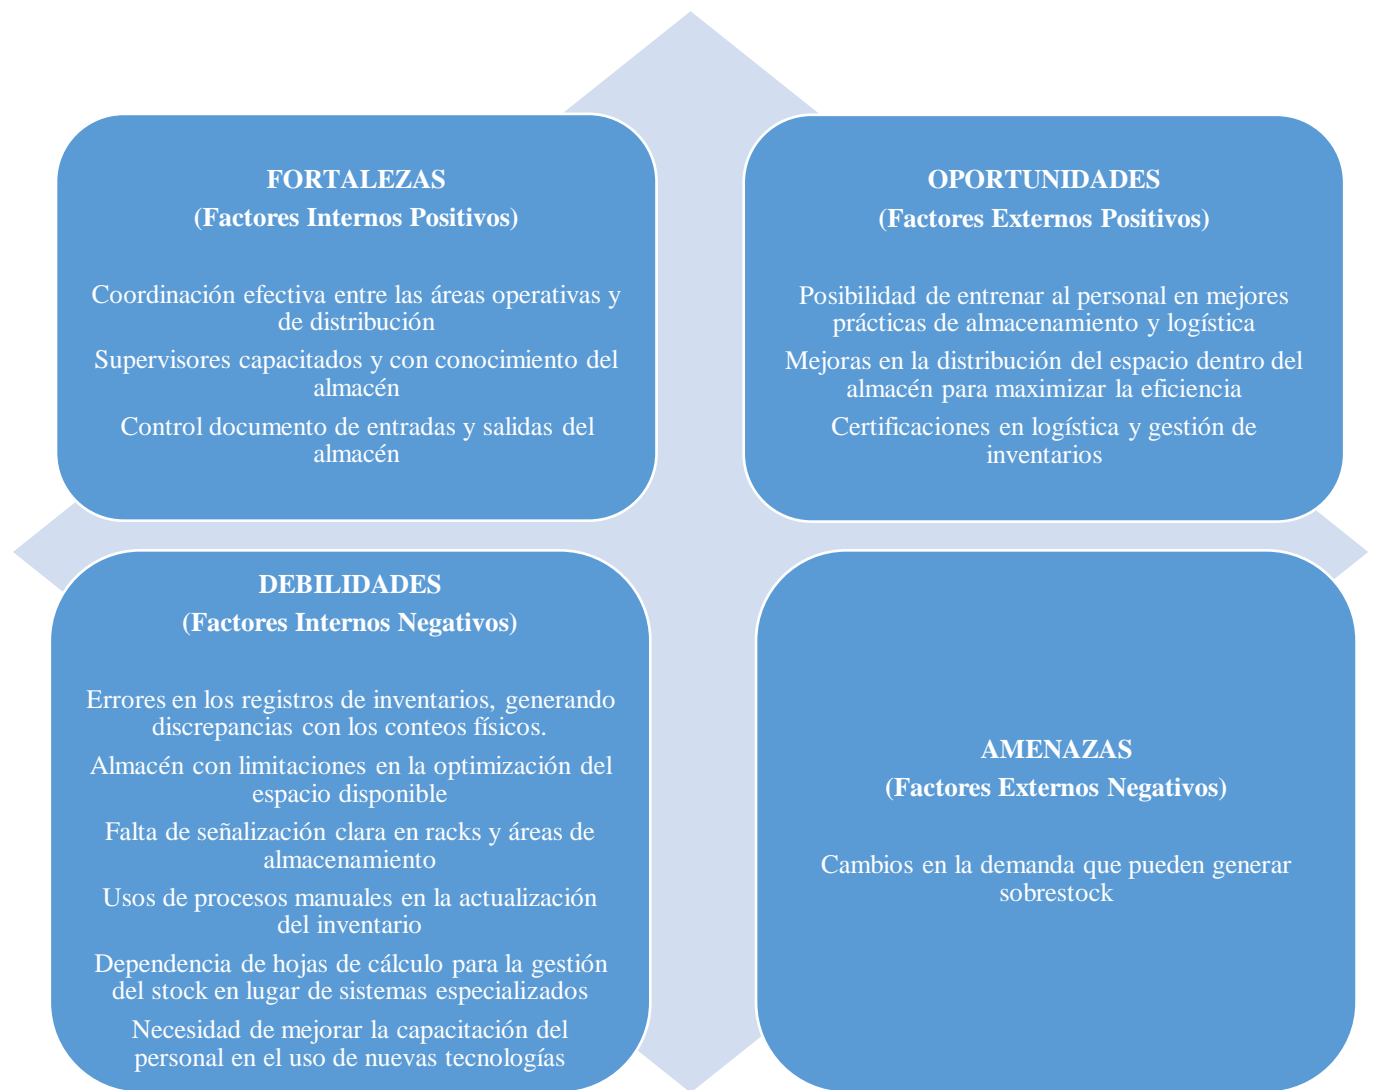 FORTALEZAS
(Factores Internos Positivos)
Coordinación efectiva entre las áreas operativas y
de distribución
Supervisores capacitados y con conocimiento del
almacén
Control documento de entradas y salidas del
almacén
OPORTUNIDADES
(Factores Externos Positivos)
Posibilidad de entrenar al personal en mejores
prácticas de almacenamiento y logística
Mejoras en la distribución del espacio dentro del
almacén para maximizar la eficiencia
Certificaciones en logística y gestión de
inventarios
DEBILIDADES
(Factores Internos Negativos)
Errores en los registros de inventarios, generando
discrepancias con los conteos físicos.
Almacén con limitaciones en la optimización del
espacio disponible
Falta de señalización clara en racks y áreas de
almacenamiento
Usos de procesos manuales en la actualización
del inventario
Dependencia de hojas de cálculo para la gestión
del stock en lugar de sistemas especializados
Necesidad de mejorar la capacitación del
personal en el uso de nuevas tecnologías
AMENAZAS
(Factores Externos Negativos)
Cambios en la demanda que pueden generar
sobrestock